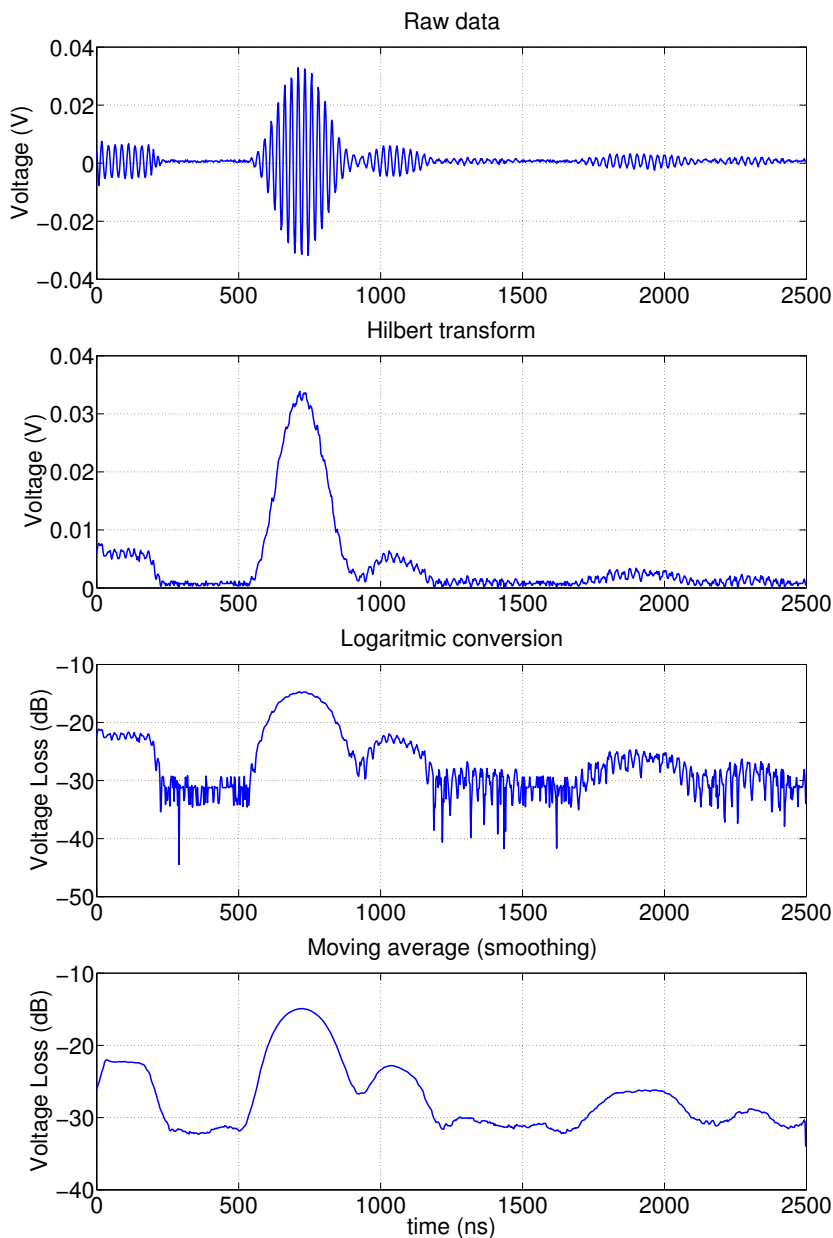 Raw data
Voltage (V)
0.04
0.02
0
−0.02
−0.04
0 500 1000 1500 2000 2500
Hilbert transform
Voltage (V)
0.04
0.03
0.02
0.01
0
0 500 1000 1500 2000 2500
Logaritmic conversion
Voltage Loss (dB)
−10
−20
−30
−40
−50
0 500 1000 1500 2000 2500
Moving average (smoothing)
Voltage Loss (dB)
−10
−20
−30
−40
0 500 1000 1500 2000 2500
time (ns)